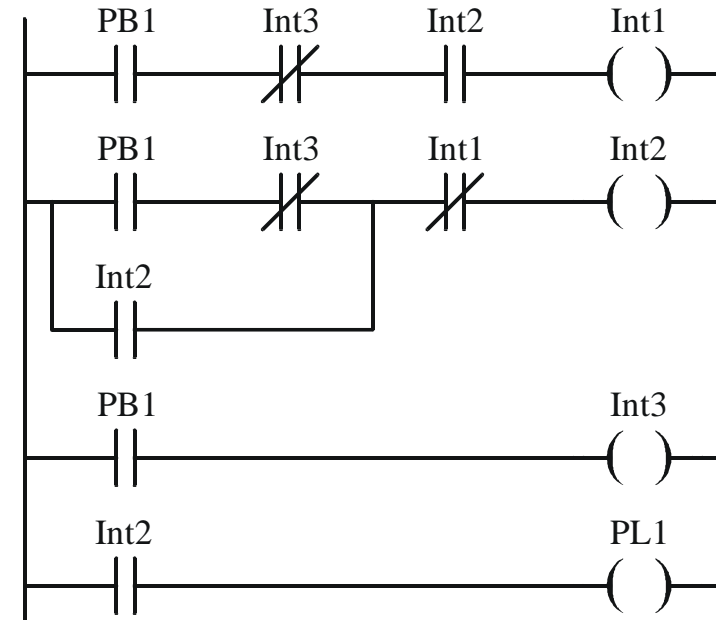 PB1 Int3 Int2 Int1
PB1 Int3 Int1 Int2
Int2
PB1 Int3
Int2 PL1